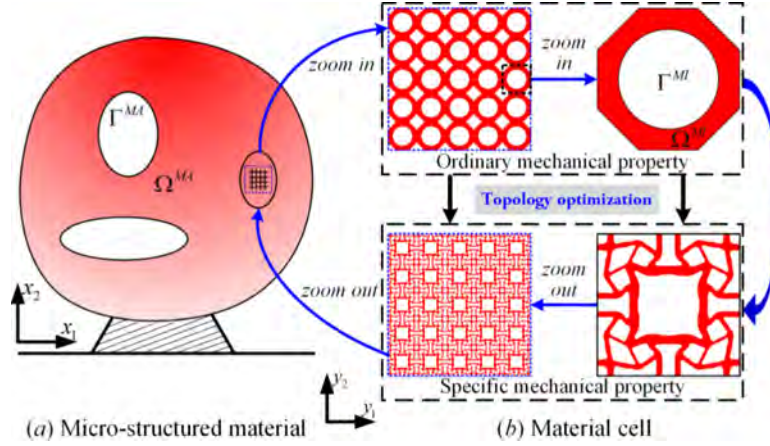 Γ^MA
Ω^MA
x₂
x₁
(a) Micro-structured material
zoom in
zoom out
zoom
in
Γ^MI
Ω^MI
Ordinary mechanical property
Topology optimization
zoom
out
Specific mechanical property
y₂
y₁
(b) Material cell